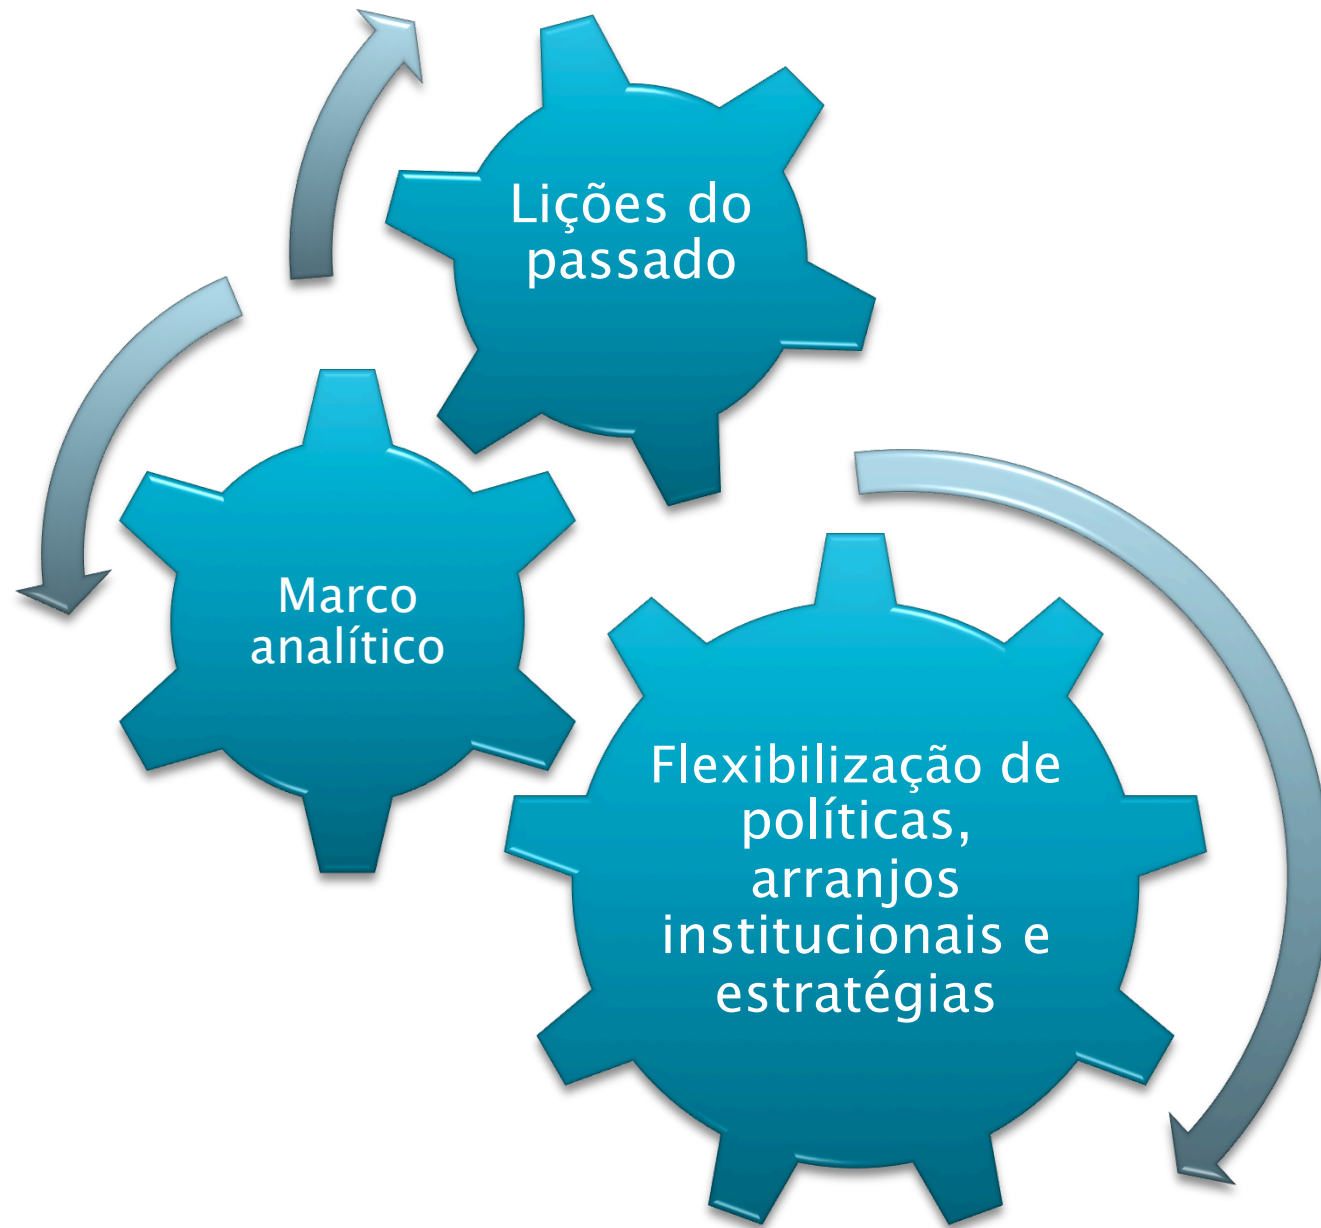 Lições do
passado
Marco
analítico
Flexibilização de
políticas,
arranjos
institucionais e
estratégias